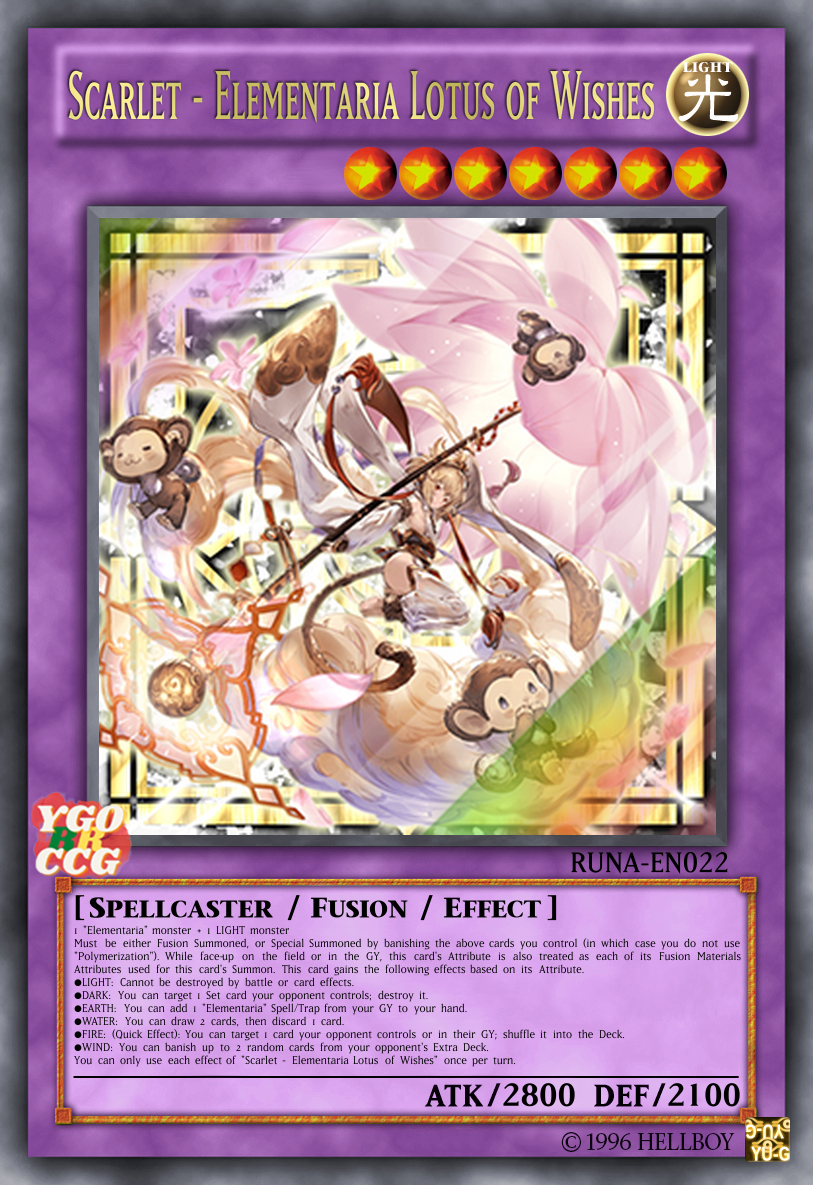 Scarlet - Elementaria Lotus of Wishes
LIGHT
光
YGO
RR
CCG
RUNA-EN022
[ Spellcaster / Fusion / Effect ]
1 "Elementaria" monster + 1 LIGHT monster
Must be either Fusion Summoned, or Special Summoned by banishing the above cards you control (in which case you do not use
"Polymerization"). While face-up on the field or in the GY, this card's Attribute is also treated as each of its Fusion Materials
Attributes used for this card's Summon. This card gains the following effects based on its Attribute.
●LIGHT: Cannot be destroyed by battle or card effects.
●DARK: You can target 1 Set card your opponent controls; destroy it.
●EARTH: You can add 1 "Elementaria" Spell/Trap from your GY to your hand.
●WATER: You can draw 2 cards, then discard 1 card.
●FIRE: (Quick Effect): You can target 1 card your opponent controls or in their GY; shuffle it into the Deck.
●WIND: You can banish up to 2 random cards from your opponent's Extra Deck.
You can only use each effect of "Scarlet - Elementaria Lotus of Wishes" once per turn.
ATK/2800 DEF/2100
© 1996 HELLBOY